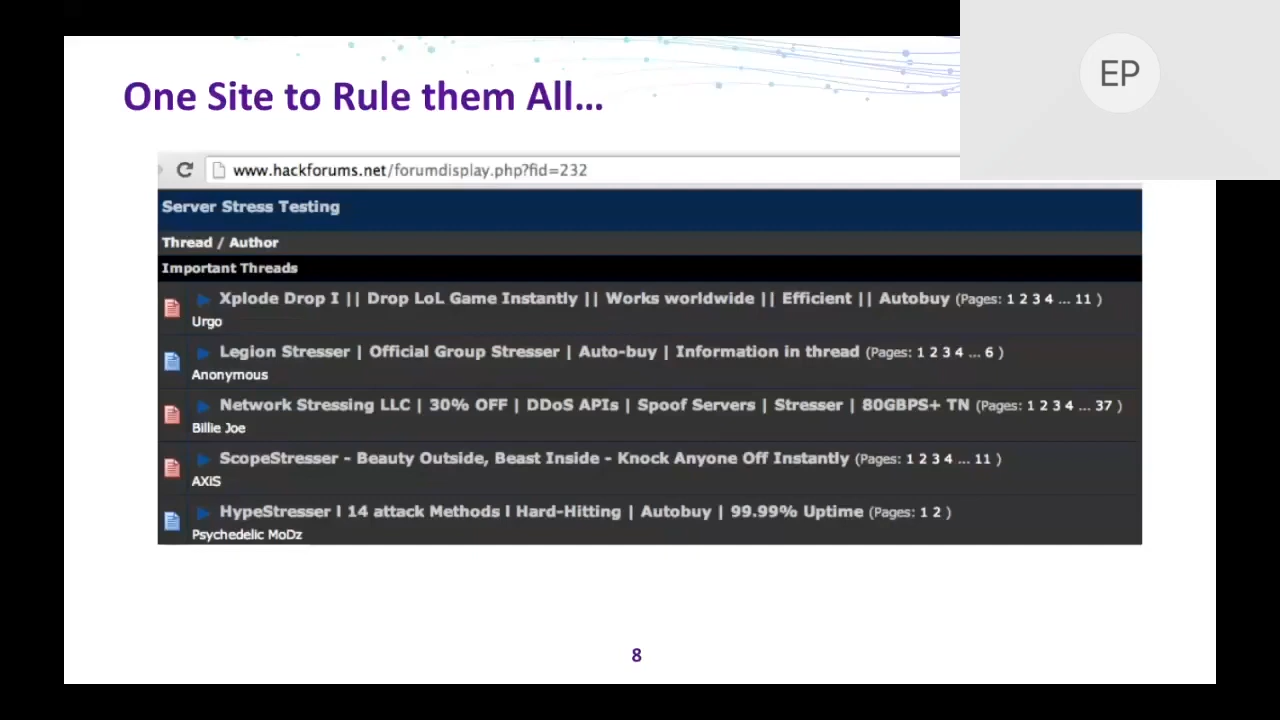 One Site to Rule them All...
EP
www.hackforums.net/forumdisplay.php?fid=232
Server Stress Testing
Thread / Author
Important Threads
Xplode Drop I || Drop LoL Game Instantly || Works worldwide || Efficient || Autobuy (Pages: 1 2 3 4 ... 11 )
Urgo
Legion Stresser | Official Group Stresser | Auto-buy | Information in thread (Pages: 1 2 3 4 ... 6 )
Anonymous
Network Stressing LLC | 30% OFF | DDoS APIs | Spoof Servers | Stresser | 80GBPS+ TN (Pages: 1 2 3 4 ... 37 )
Billie Joe
ScopeStresser - Beauty Outside, Beast Inside - Knock Anyone Off Instantly (Pages: 1 2 3 4 ... 11 )
AXiS
HypeStresser l 14 attack Methods l Hard-Hitting | Autobuy | 99.99% Uptime (Pages: 1 2 )
Psychedelic MoDz
8